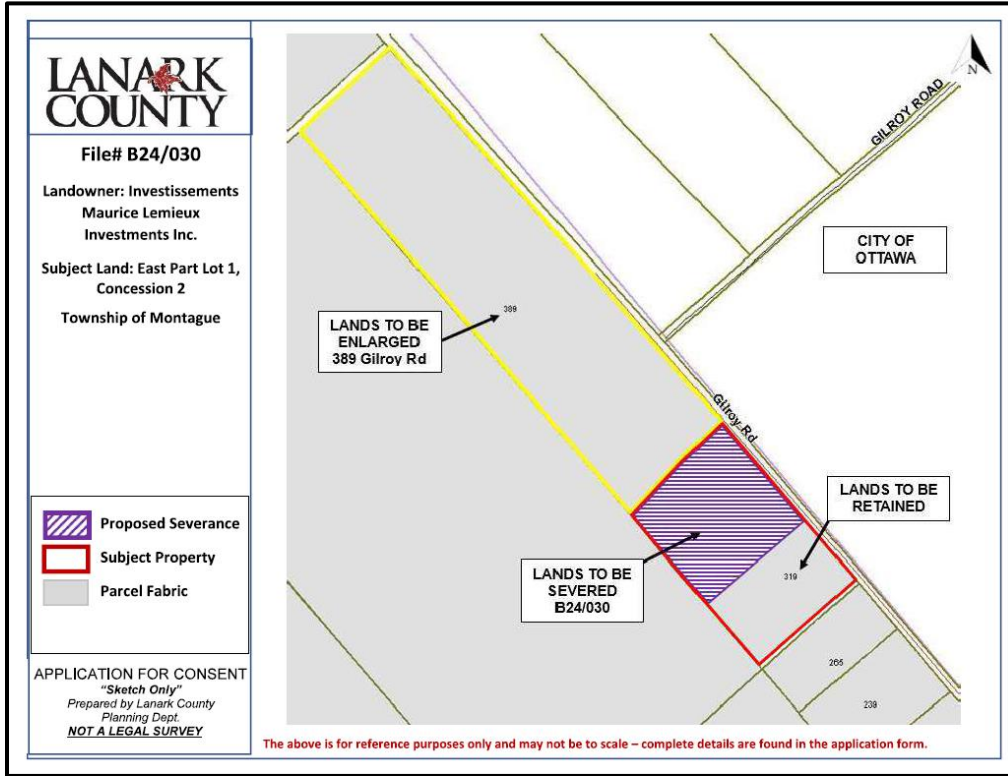 LANARK
COUNTY
File# B24/030
Landowner: Investissements
Maurice Lemieux
Investments Inc.
Subject Land: East Part Lot 1,
Concession 2
Township of Montague
Proposed Severance
Subject Property
Parcel Fabric
APPLICATION FOR CONSENT
"Sketch Only"
Prepared by Lanark County
Planning Dept.
NOT A LEGAL SURVEY
N
GILROY ROAD
CITY OF
OTTAWA
389
LANDS TO BE
ENLARGED
389 Gilroy Rd
Gilroy Rd
LANDS TO BE
RETAINED
319
LANDS TO BE
SEVERED
B24/030
265
239
The above is for reference purposes only and may not be to scale – complete details are found in the application form.